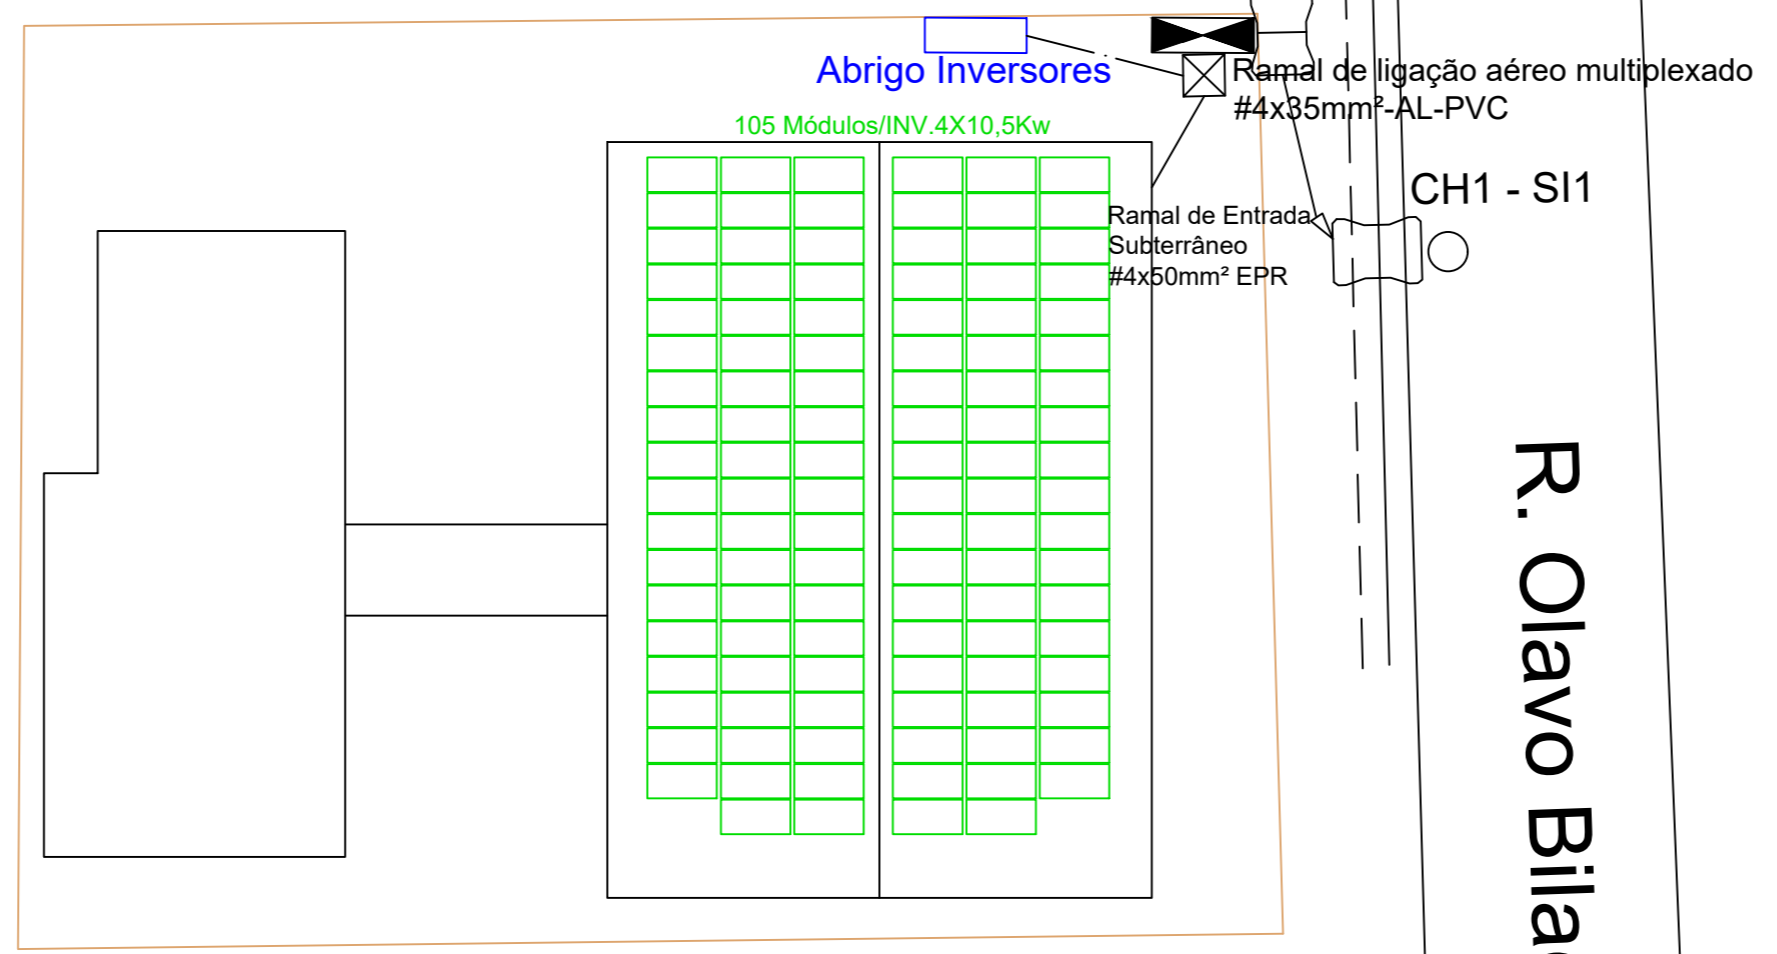 Abrigo Inversores
Ramal de ligação aéreo multiplexado
#4x35mm²-AL-PVC
105 Módulos/INV.4X10,5Kw
CH1 - SI1
Ramal de Entrada
Subterrâneo
#4x50mm² EPR
R. Olavo